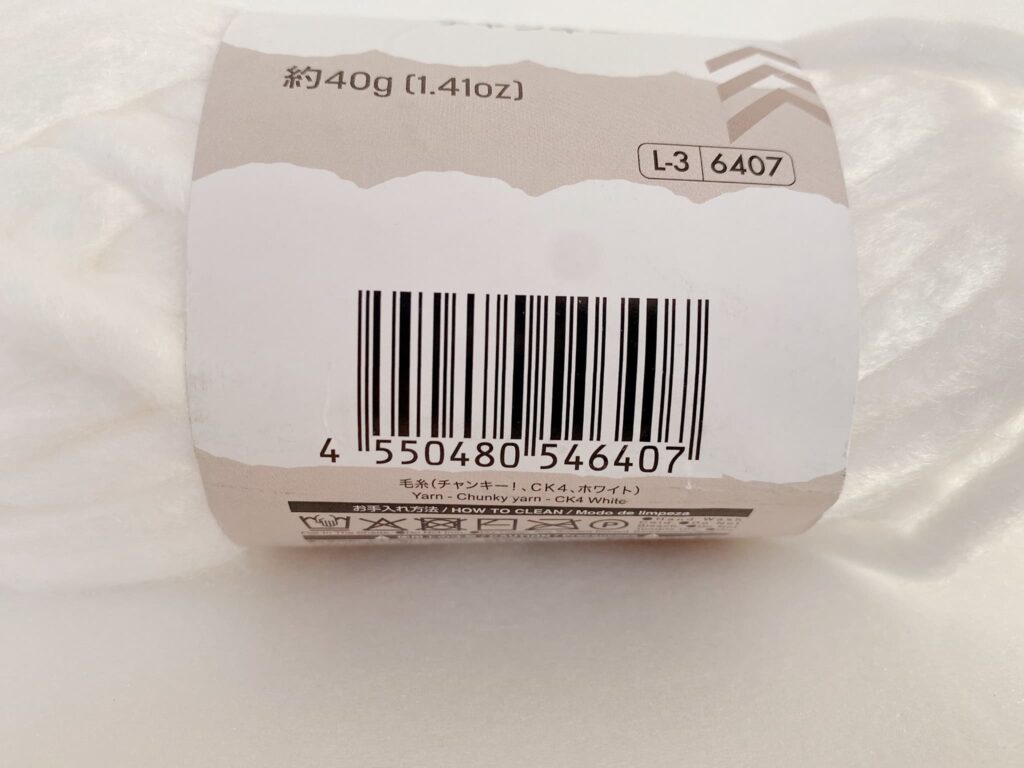 約40g (1.41oz)
L-3 6407
4 550480 546407
毛糸(チャンキー!、CK4、ホワイト)
Yarn - Chunky yarn - CK4 White
お手入れ方法 / HOW TO CLEAN / Modo de limpeza